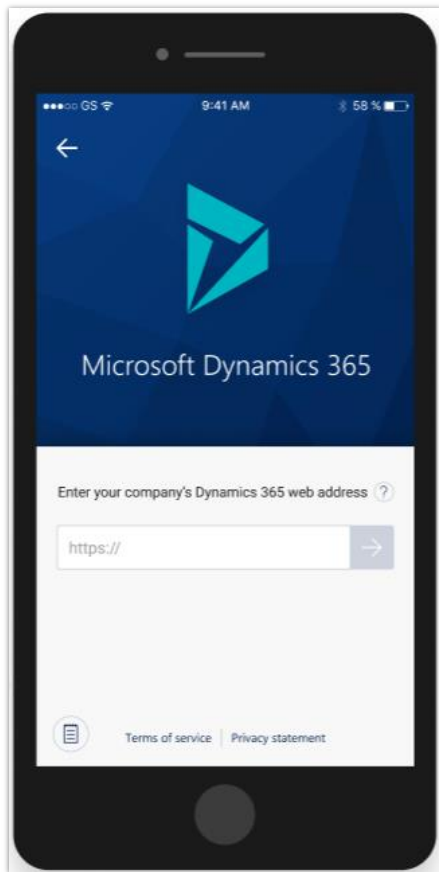 GS 9:41 AM 58 %
Microsoft Dynamics 365
Enter your company's Dynamics 365 web address ?
https://
Terms of service Privacy statement